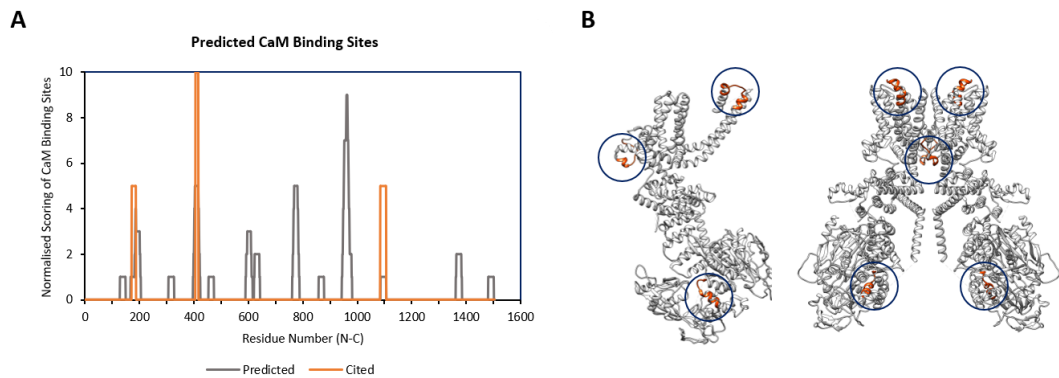 A
B
Predicted CaM Binding Sites
Normalised Scoring of CaM Binding Sites
10
8
6
4
2
0
0 200 400 600 800 1000 1200 1400 1600
Residue Number (N-C)
Predicted Cited